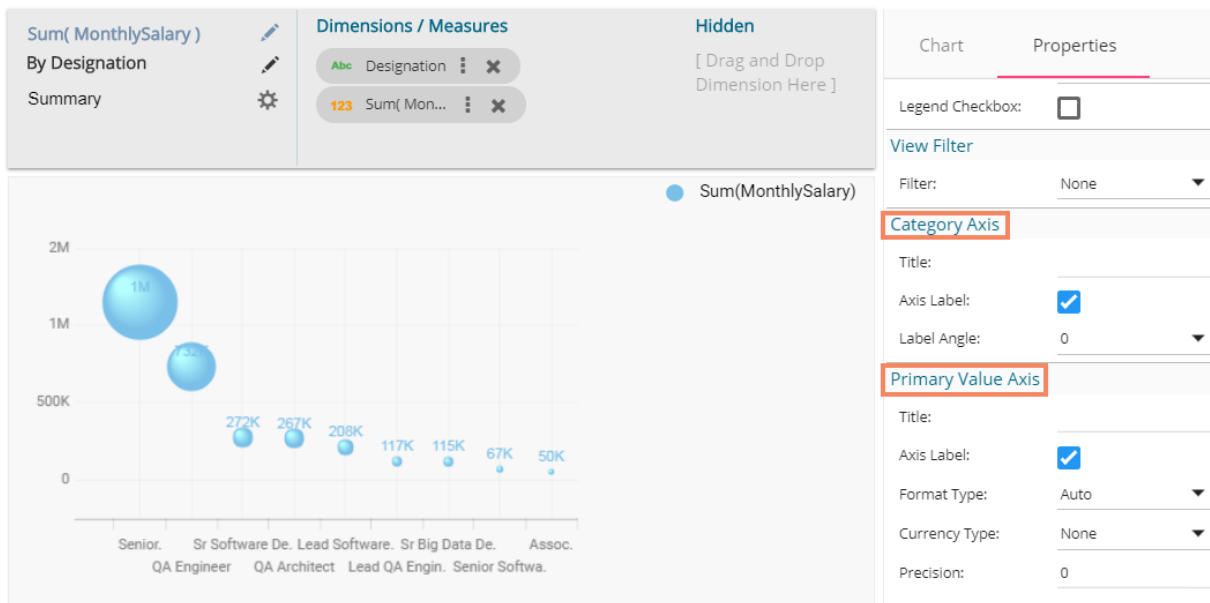 Sum( MonthlySalary )
By Designation
Summary
Dimensions / Measures
Abc Designation
123 Sum( Mon...
Hidden
[ Drag and Drop
Dimension Here ]
Sum(MonthlySalary)
2M
1M
500K
0
1M
732K
272K
267K
208K
117K
115K
67K
50K
Senior.
QA Engineer
Sr Software De.
QA Architect
Lead Software.
Lead QA Engin.
Sr Big Data De.
Senior Softwa.
Assoc.
Chart Properties
Legend Checkbox:
View Filter
Filter: None
Category Axis
Title:
Axis Label:
Label Angle: 0
Primary Value Axis
Title:
Axis Label:
Format Type: Auto
Currency Type: None
Precision: 0